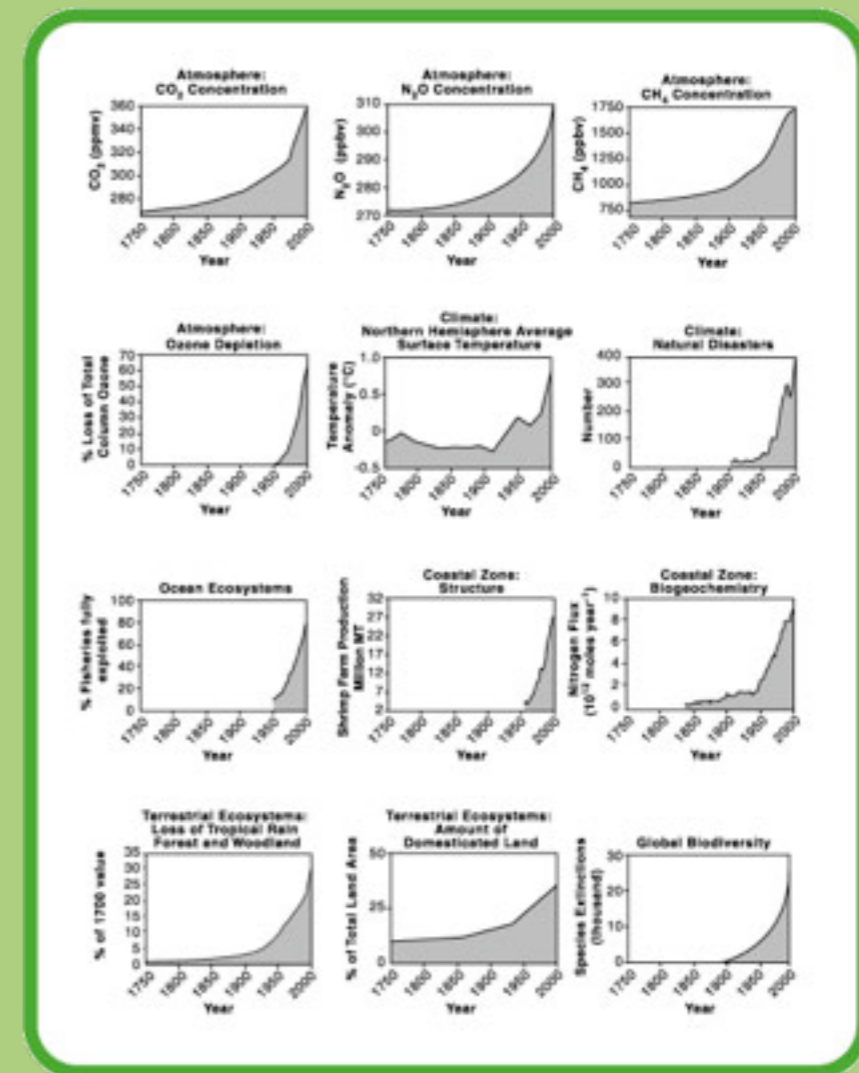 Atmosphere:
CO2 Concentration
CO2 (ppmv)
360
340
300
280
1750
1800
1850
1900
1950
2000
Year
Atmosphere:
N2O Concentration
N2O (ppbv)
310
300
290
280
270
1750
1800
1850
1900
1950
2000
Year
Atmosphere:
CH4 Concentration
CH4 (ppbv)
1750
1500
1250
1000
750
1750
1800
1850
1900
1950
2000
Year
Atmosphere:
Ozone Depletion
% Loss of Total
Column Ozone
70
60
50
40
30
20
10
0
1750
1800
1850
1900
1950
2000
Year
Climate:
Northern Hemisphere Average
Surface Temperature
Temperature
Anomaly (°C)
1.0
0.5
0
-0.5
1750
1800
1850
1900
1950
2000
Year
Climate:
Natural Disasters
Number
400
300
100
0
1750
1800
1850
1900
1950
2000
Year
Ocean Ecosystems
% Fisheries fully
exploited
100
80
60
40
20
0
1750
1800
1850
1900
1950
2000
Year
Coastal Zone:
Structure
Shrimp Farm Production
Million MT
32
27
22
17
12
7
2
1750
1800
1850
1900
1950
2000
Year
Coastal Zone:
Biogeochemistry
Nitrogen Flux
(10¹² moles year⁻¹)
10
8
6
4
2
0
1750
1800
1850
1900
1950
2000
Year
Terrestrial Ecosystems:
Loss of Tropical Rain
Forest and Woodland
% of 1700 value
35
30
25
20
15
10
5
0
1750
1800
1850
1900
1950
2000
Year
Terrestrial Ecosystems:
Amount of
Domesticated Land
% of Total Land Area
50
25
0
1750
1800
1850
1900
1950
2000
Year
Global Biodiversity
Species Extinctions
(thousand)
30
20
10
0
1750
1800
1850
1900
1950
2000
Year